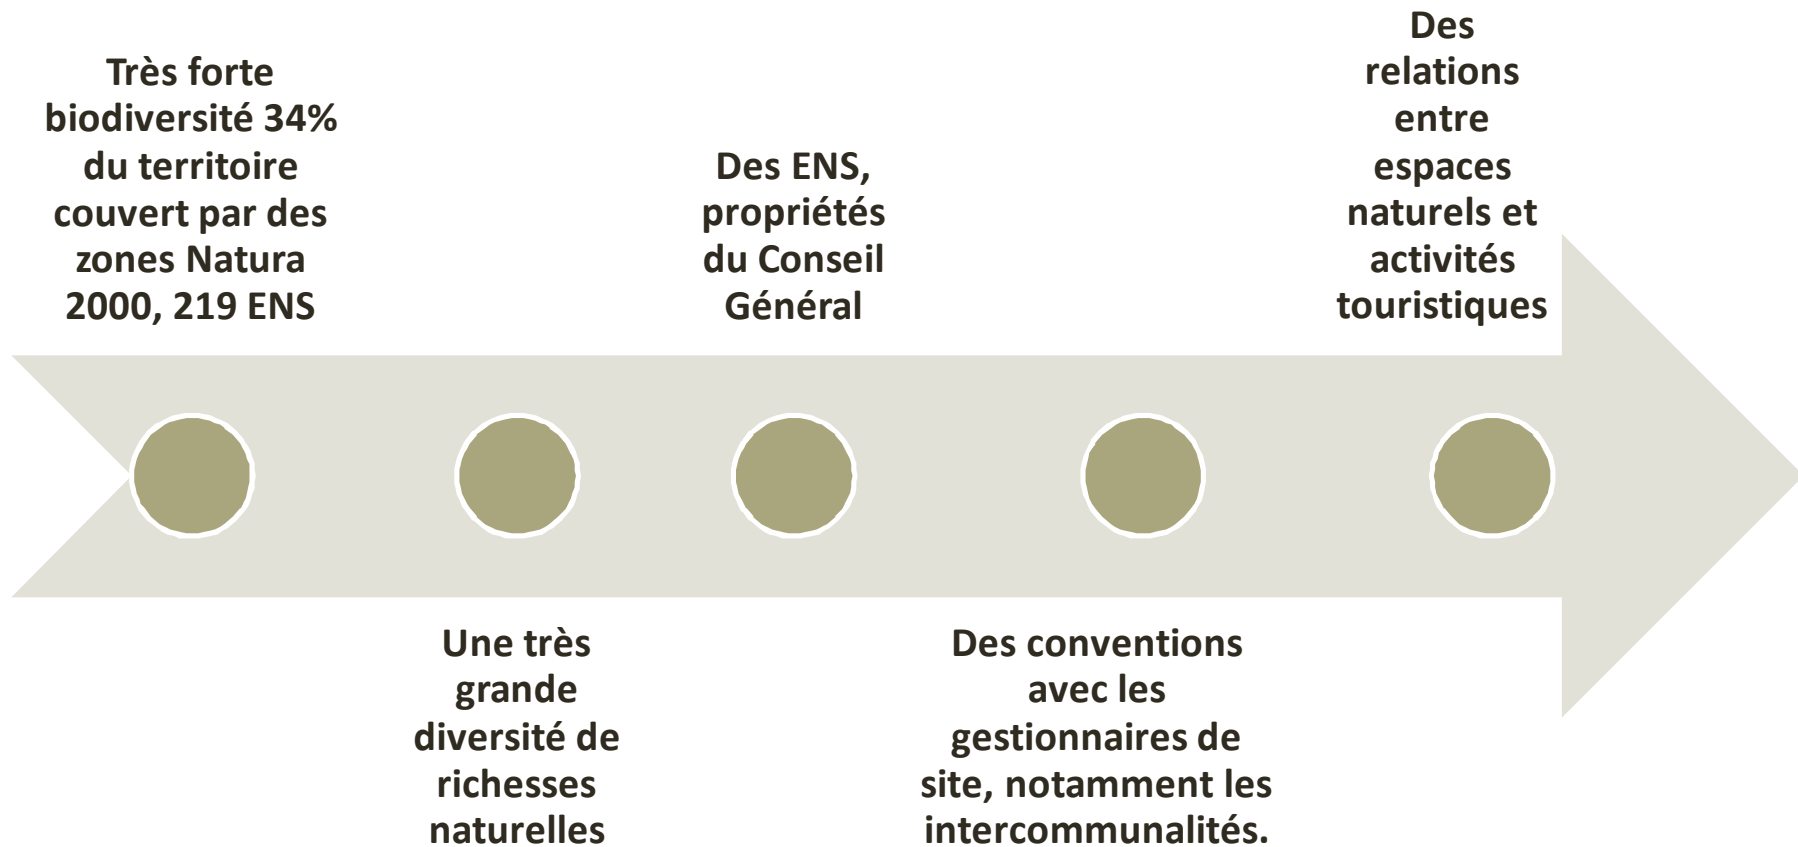 Très forte
biodiversité 34%
du territoire
couvert par des
zones Natura
2000, 219 ENS
Une très
grande
diversité de
richesses
naturelles
Des ENS,
propriétés
du Conseil
Général
Des conventions
avec les
gestionnaires de
site, notamment les
intercommunalités.
Des
relations
entre
espaces
naturels et
activités
touristiques